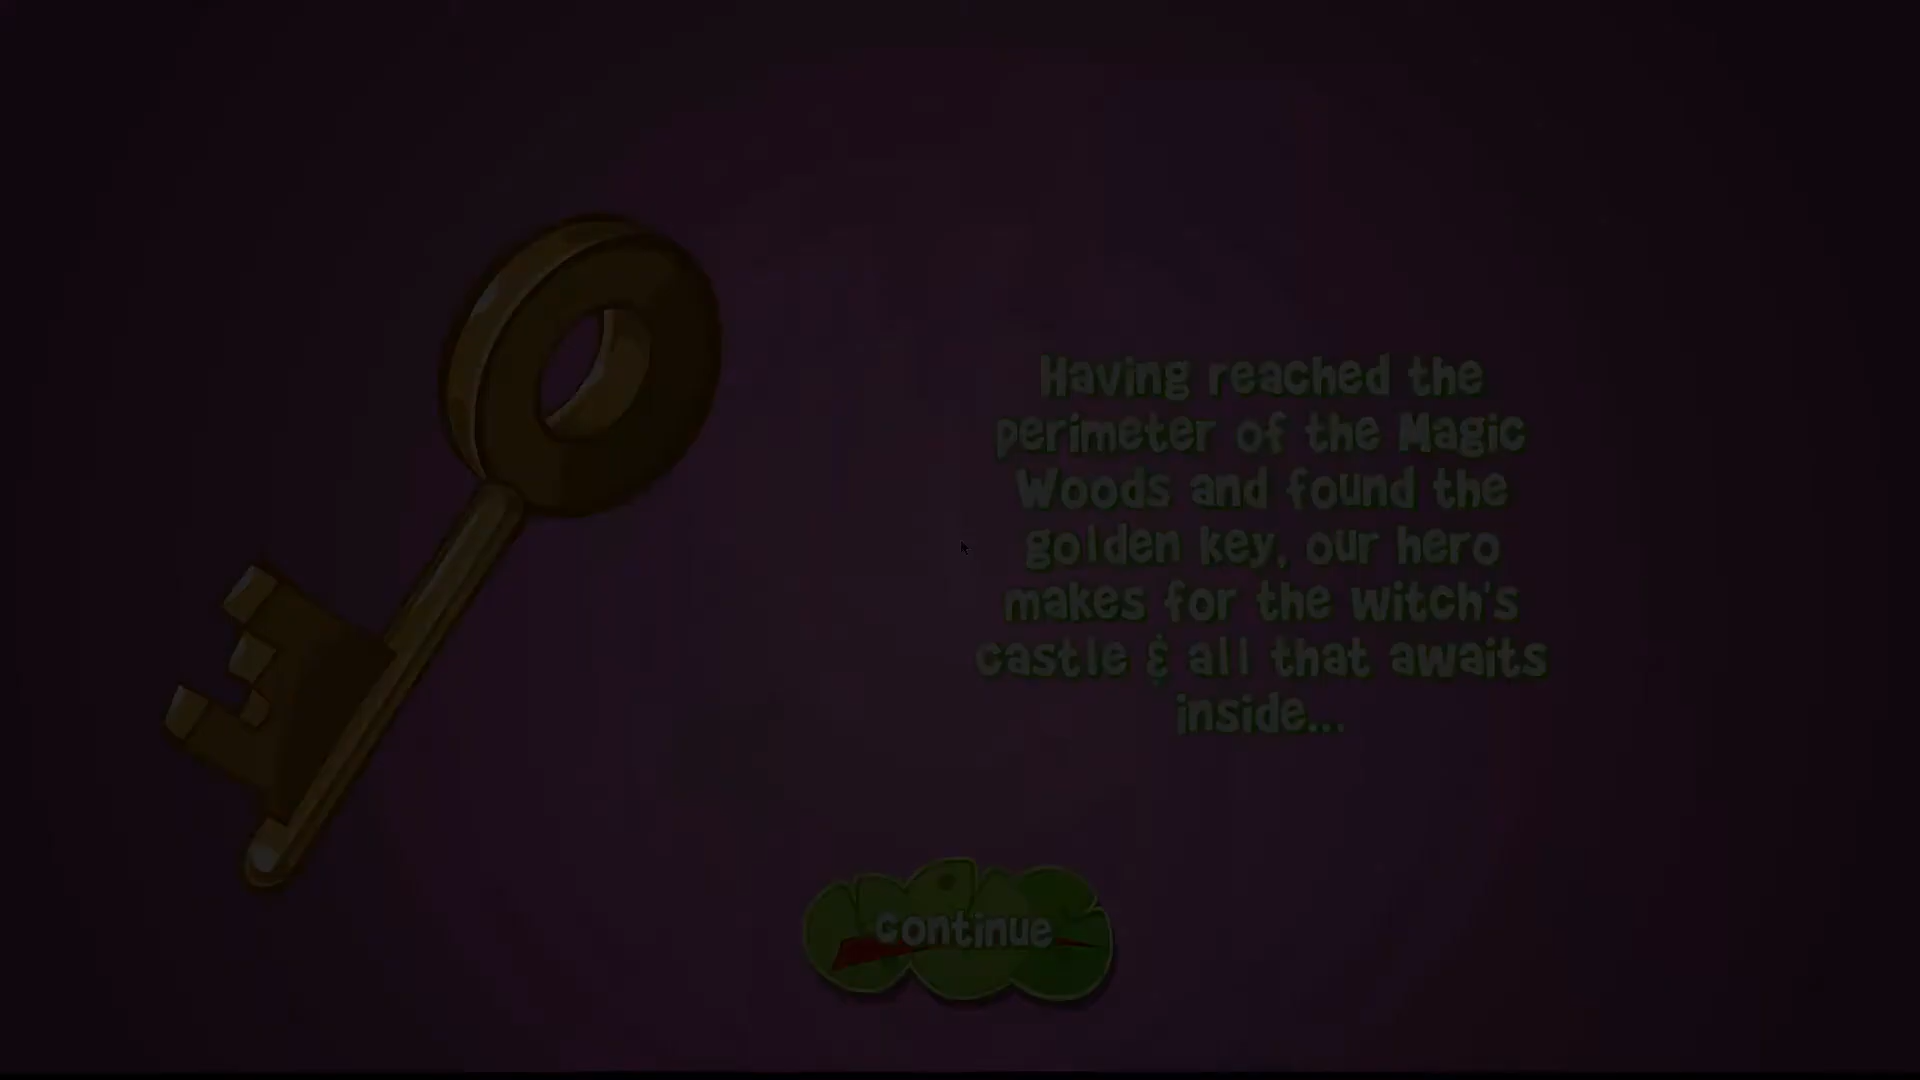 Having reached the
perimeter of the Magic
Woods and found the
golden key, our hero
makes for the witch's
castle & all that awaits
inside...
continue